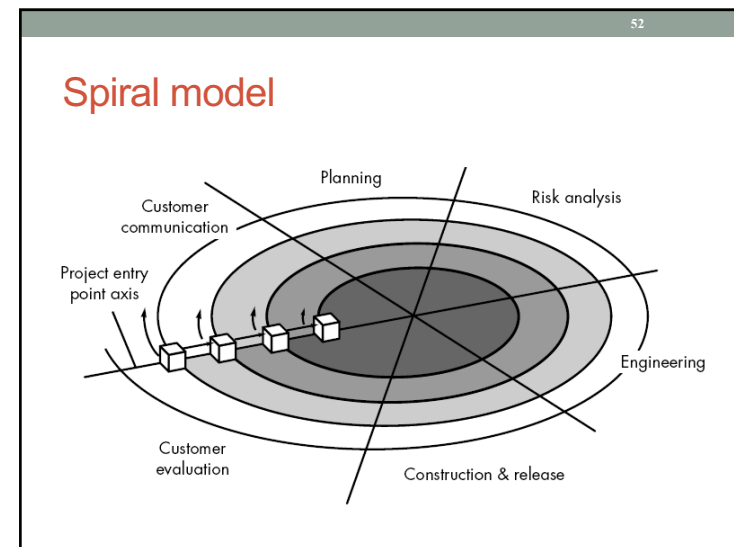 52
Spiral model
Planning
Risk analysis
Customer
communication
Project entry
point axis
Engineering
Customer
evaluation
Construction & release